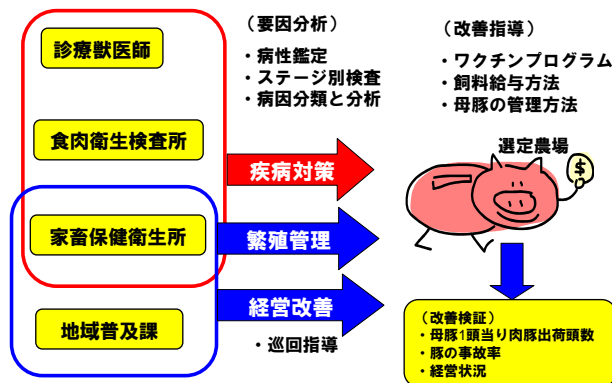 診療獣医師
食肉衛生検査所
家畜保健衛生所
地域普及課
（要因分析）
・病性鑑定
・ステージ別検査
・病因分類と分析
疾病対策
繁殖管理
経営改善
・巡回指導
（改善指導）
・ワクチンプログラム
・飼料給与方法
・母豚の管理方法
選定農場
$
（改善検証）
・母豚1頭当り肉豚出荷頭数
・豚の事故率
・経営状況